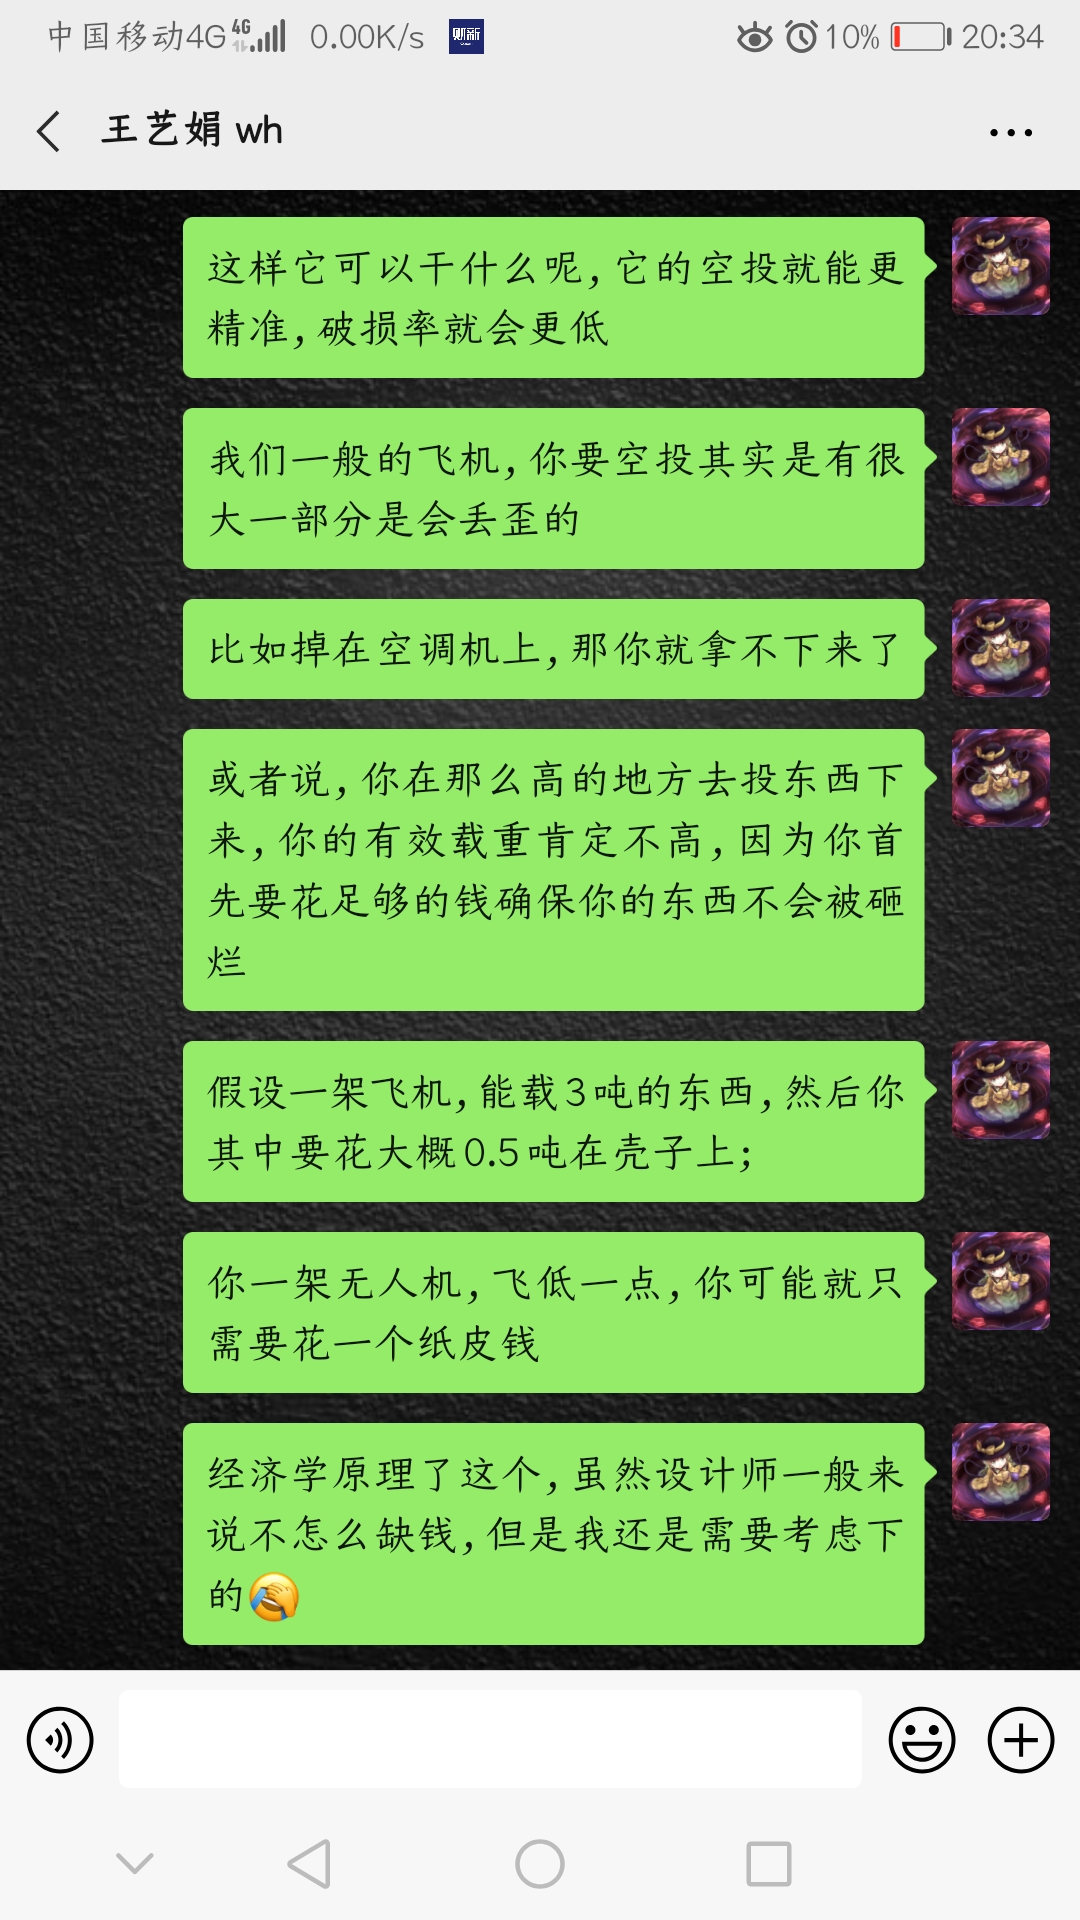 中国移动4G 4G 0.00K/s 财新 10% 20:34
王艺娟 wh
这样它可以干什么呢,它的空投就能更
精准,破损率就会更低
我们一般的飞机,你要空投其实是有很
大一部分是会丢歪的
比如掉在空调机上,那你就拿不下来了
或者说,你在那么高的地方去投东西下
来,你的有效载重肯定不高,因为你首
先要花足够的钱确保你的东西不会被砸
烂
假设一架飞机,能载3吨的东西,然后你
其中要花大概0.5吨在壳子上;
你一架无人机,飞低一点,你可能就只
需要花一个纸皮钱
经济学原理了这个,虽然设计师一般来
说不怎么缺钱,但是我还是需要考虑下
的🤣